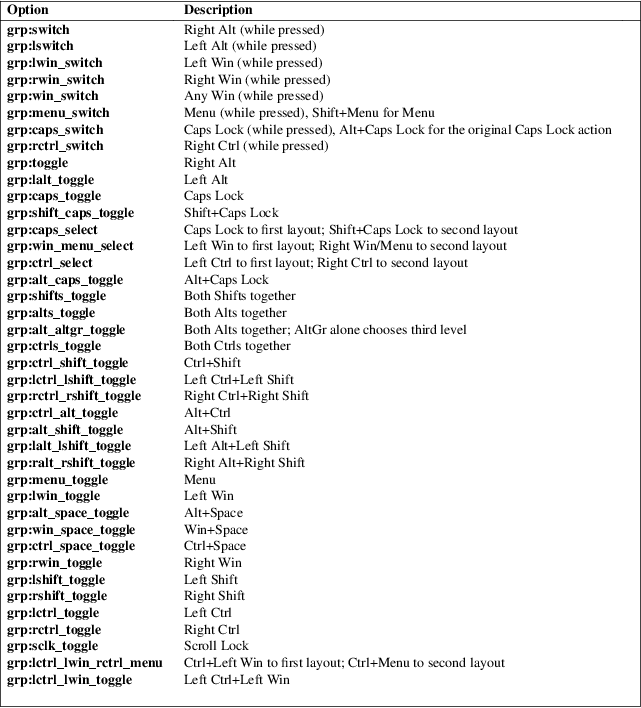 Option Description
grp:switch Right Alt (while pressed)
grp:lswitch Left Alt (while pressed)
grp:lwin_switch Left Win (while pressed)
grp:rwin_switch Right Win (while pressed)
grp:win_switch Any Win (while pressed)
grp:menu_switch Menu (while pressed), Shift+Menu for Menu
grp:caps_switch Caps Lock (while pressed), Alt+Caps Lock for the original Caps Lock action
grp:rctrl_switch Right Ctrl (while pressed)
grp:toggle Right Alt
grp:lalt_toggle Left Alt
grp:caps_toggle Caps Lock
grp:shift_caps_toggle Shift+Caps Lock
grp:caps_select Caps Lock to first layout; Shift+Caps Lock to second layout
grp:win_menu_select Left Win to first layout; Right Win/Menu to second layout
grp:ctrl_select Left Ctrl to first layout; Right Ctrl to second layout
grp:alt_caps_toggle Alt+Caps Lock
grp:shifts_toggle Both Shifts together
grp:alts_toggle Both Alts together
grp:alt_altgr_toggle Both Alts together; AltGr alone chooses third level
grp:ctrls_toggle Both Ctrls together
grp:ctrl_shift_toggle Ctrl+Shift
grp:lctrl_lshift_toggle Left Ctrl+Left Shift
grp:rctrl_rshift_toggle Right Ctrl+Right Shift
grp:ctrl_alt_toggle Alt+Ctrl
grp:alt_shift_toggle Alt+Shift
grp:lalt_lshift_toggle Left Alt+Left Shift
grp:ralt_rshift_toggle Right Alt+Right Shift
grp:menu_toggle Menu
grp:lwin_toggle Left Win
grp:alt_space_toggle Alt+Space
grp:win_space_toggle Win+Space
grp:ctrl_space_toggle Ctrl+Space
grp:rwin_toggle Right Win
grp:lshift_toggle Left Shift
grp:rshift_toggle Right Shift
grp:lctrl_toggle Left Ctrl
grp:rctrl_toggle Right Ctrl
grp:sclk_toggle Scroll Lock
grp:lctrl_lwin_rctrl_menu Ctrl+Left Win to first layout; Ctrl+Menu to second layout
grp:lctrl_lwin_toggle Left Ctrl+Left Win